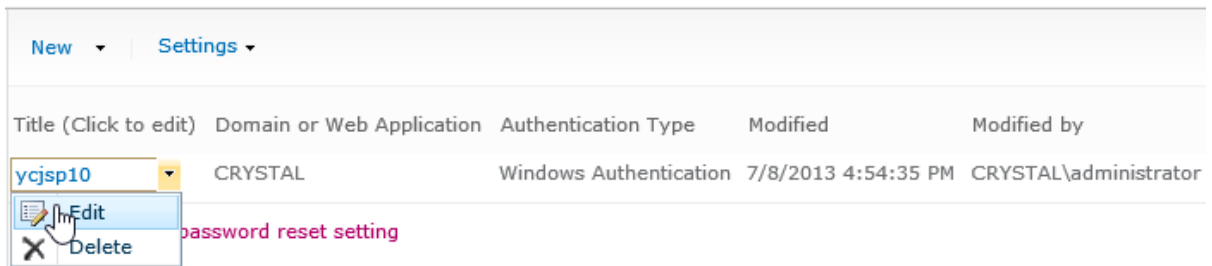 New Settings
Title (Click to edit) Domain or Web Application Authentication Type Modified Modified by
ycjsp10 CRYSTAL Windows Authentication 7/8/2013 4:54:35 PM CRYSTAL\administrator
Edit
password reset setting
Delete